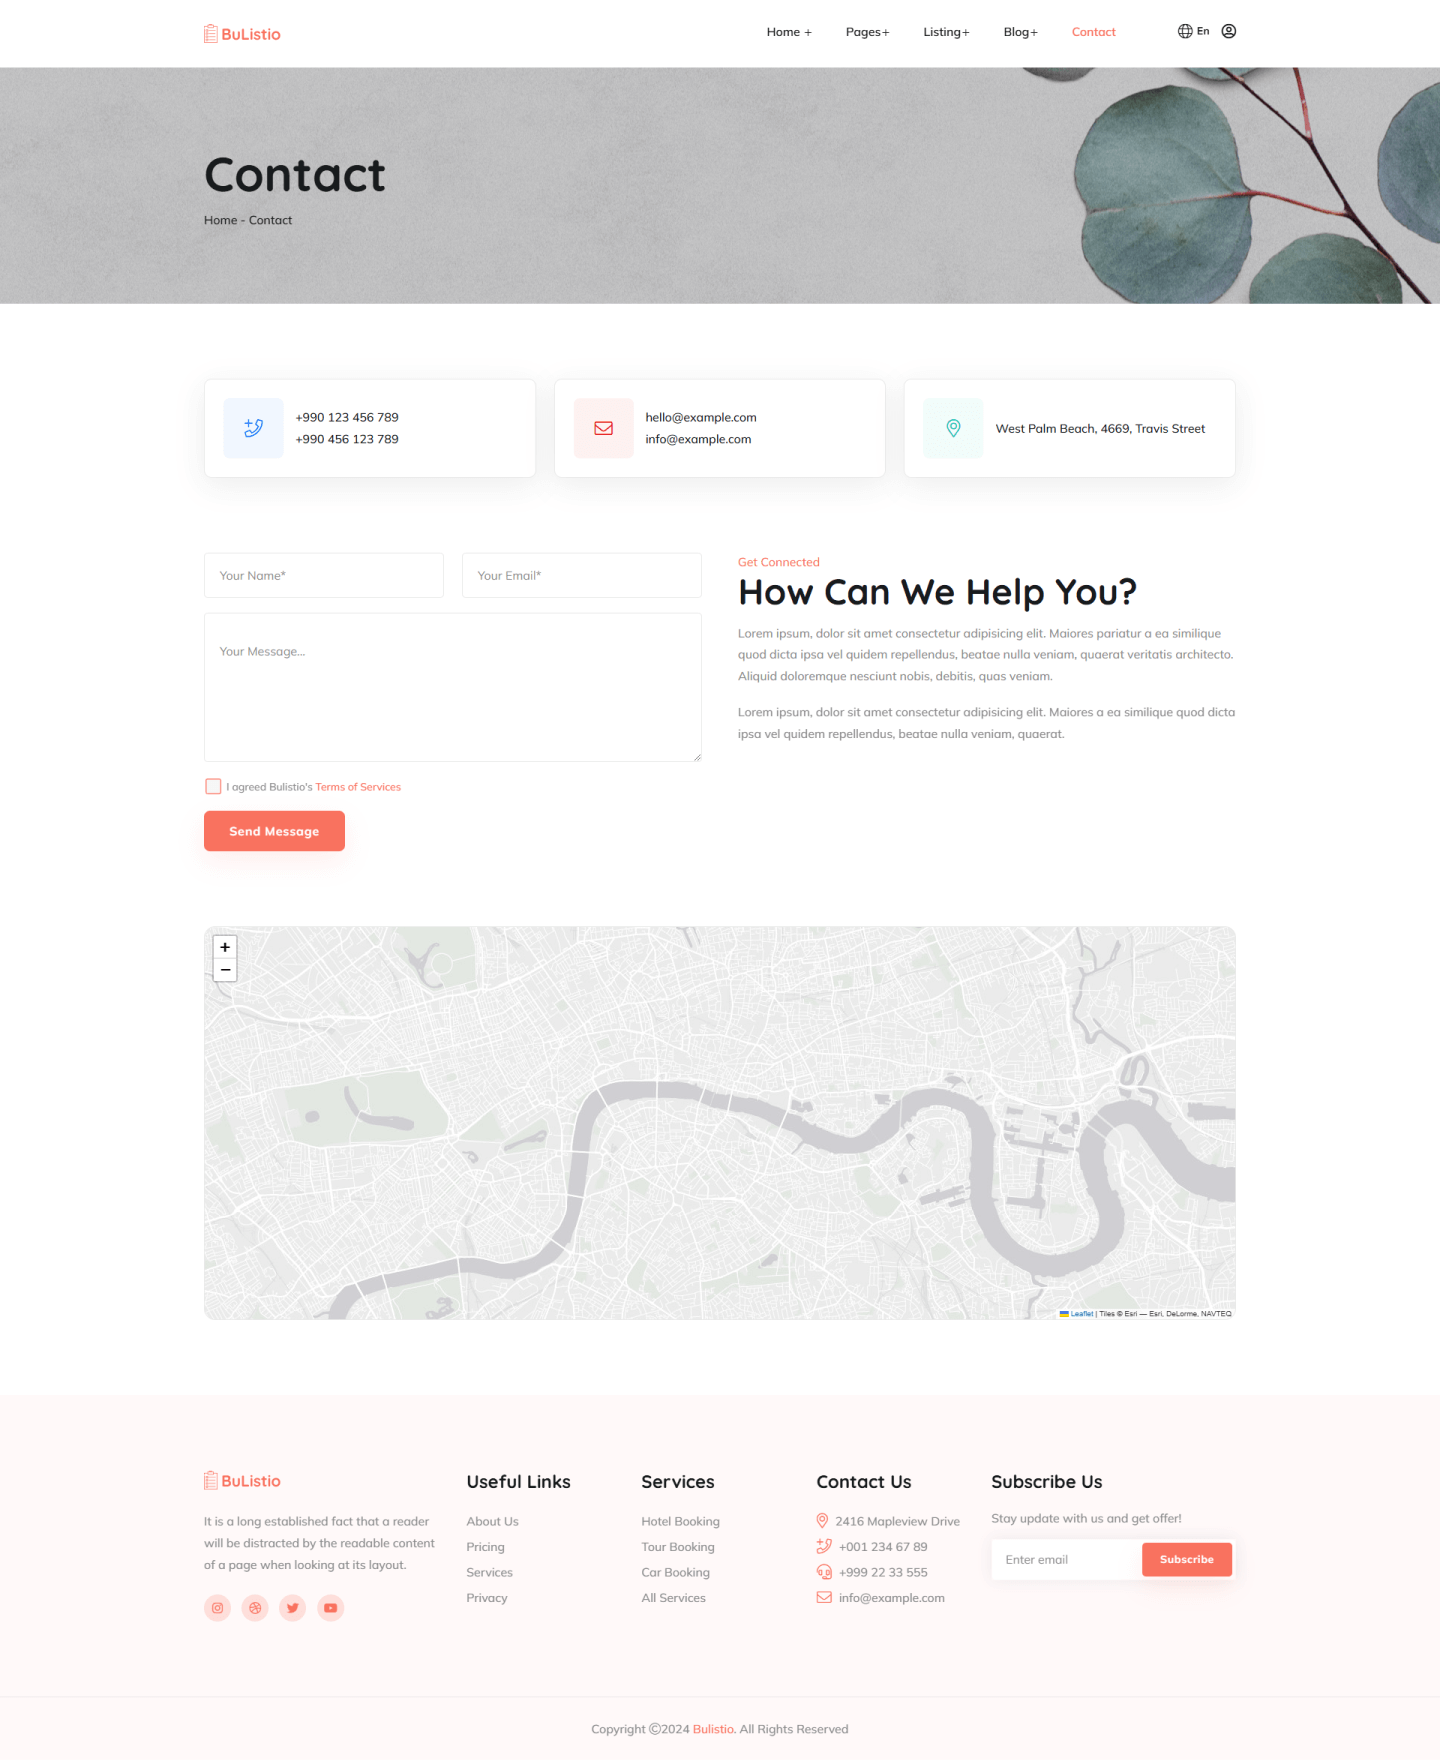 BuListio
Home +
Pages+
Listing+
Blog+
Contact
En
Contact
Home - Contact
+990 123 456 789
+990 456 123 789
hello@example.com
info@example.com
West Palm Beach, 4669, Travis Street
Your Name*
Your Email*
Your Message...
I agreed Bulistio's Terms of Services
Send Message
Get Connected
How Can We Help You?
Lorem ipsum, dolor sit amet consectetur adipisicing elit. Maiores pariatur a ea similique
quod dicta ipsa vel quidem repellendus, beatae nulla veniam, quaerat veritatis architecto.
Aliquid doloremque nesciunt nobis, debitis, quas veniam.
Lorem ipsum, dolor sit amet consectetur adipisicing elit. Maiores a ea similique quod dicta
ipsa vel quidem repellendus, beatae nulla veniam, quaerat.
+
−
Leaflet | Tiles © Esri — Esri, DeLorme, NAVTEQ
BuListio
It is a long established fact that a reader
will be distracted by the readable content
of a page when looking at its layout.
Useful Links
About Us
Pricing
Services
Privacy
Services
Hotel Booking
Tour Booking
Car Booking
All Services
Contact Us
2416 Mapleview Drive
+001 234 67 89
+999 22 33 555
info@example.com
Subscribe Us
Stay update with us and get offer!
Enter email
Subscribe
Copyright ©2024 Bulistio. All Rights Reserved